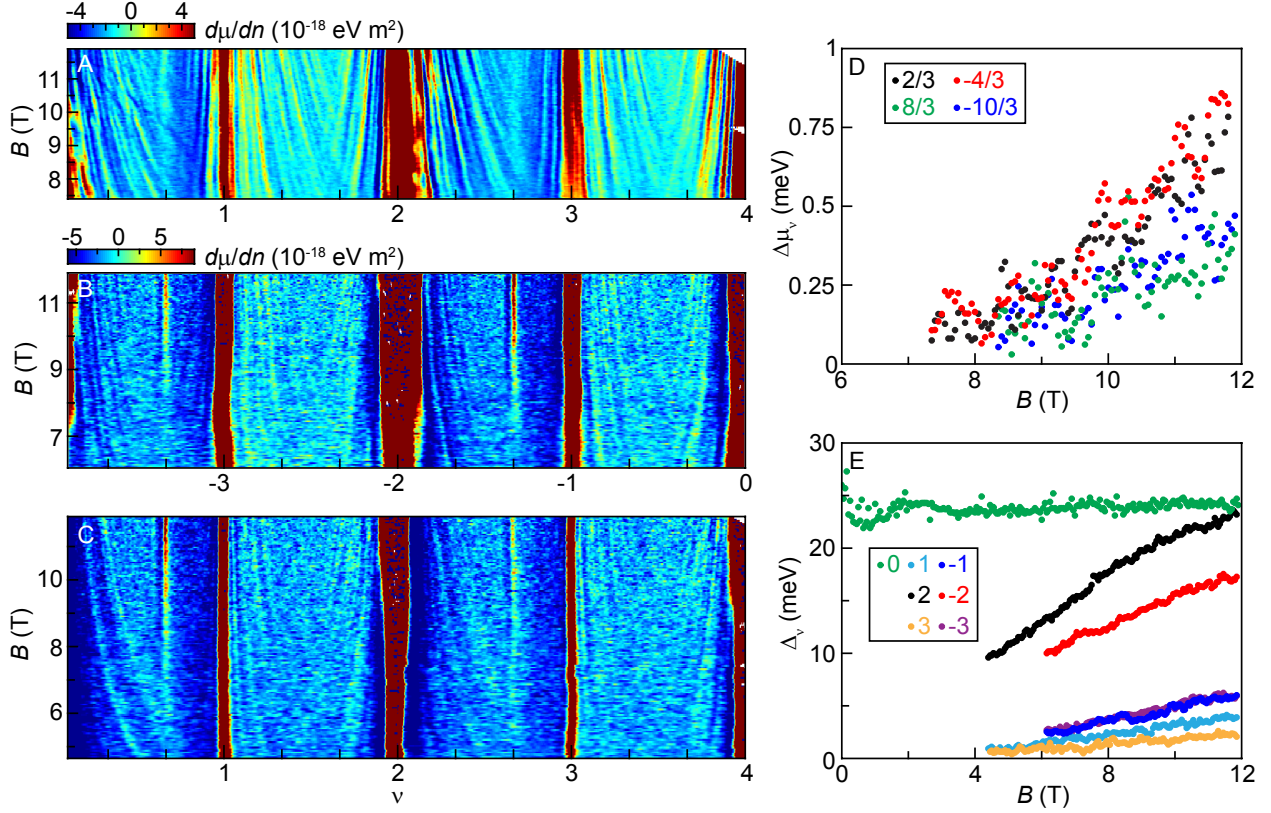 -4 0 4
dμ/dn (10⁻¹⁸ eV m²)
A
11
10
9
8
B (T)
1 2 3 4
-5 0 5
dμ/dn (10⁻¹⁸ eV m²)
B
11
9
7
B (T)
-3 -2 -1 0
C
10
8
6
B (T)
1 2 3 4
ν
D
2/3 -4/3
8/3 -10/3
1
0.75
0.5
0.25
0
Δμᵥ (meV)
6 8 10 12
B (T)
E
30
20
10
0
Δᵥ (meV)
0 1 -1
2 -2
3 -3
0 4 8 12
B (T)